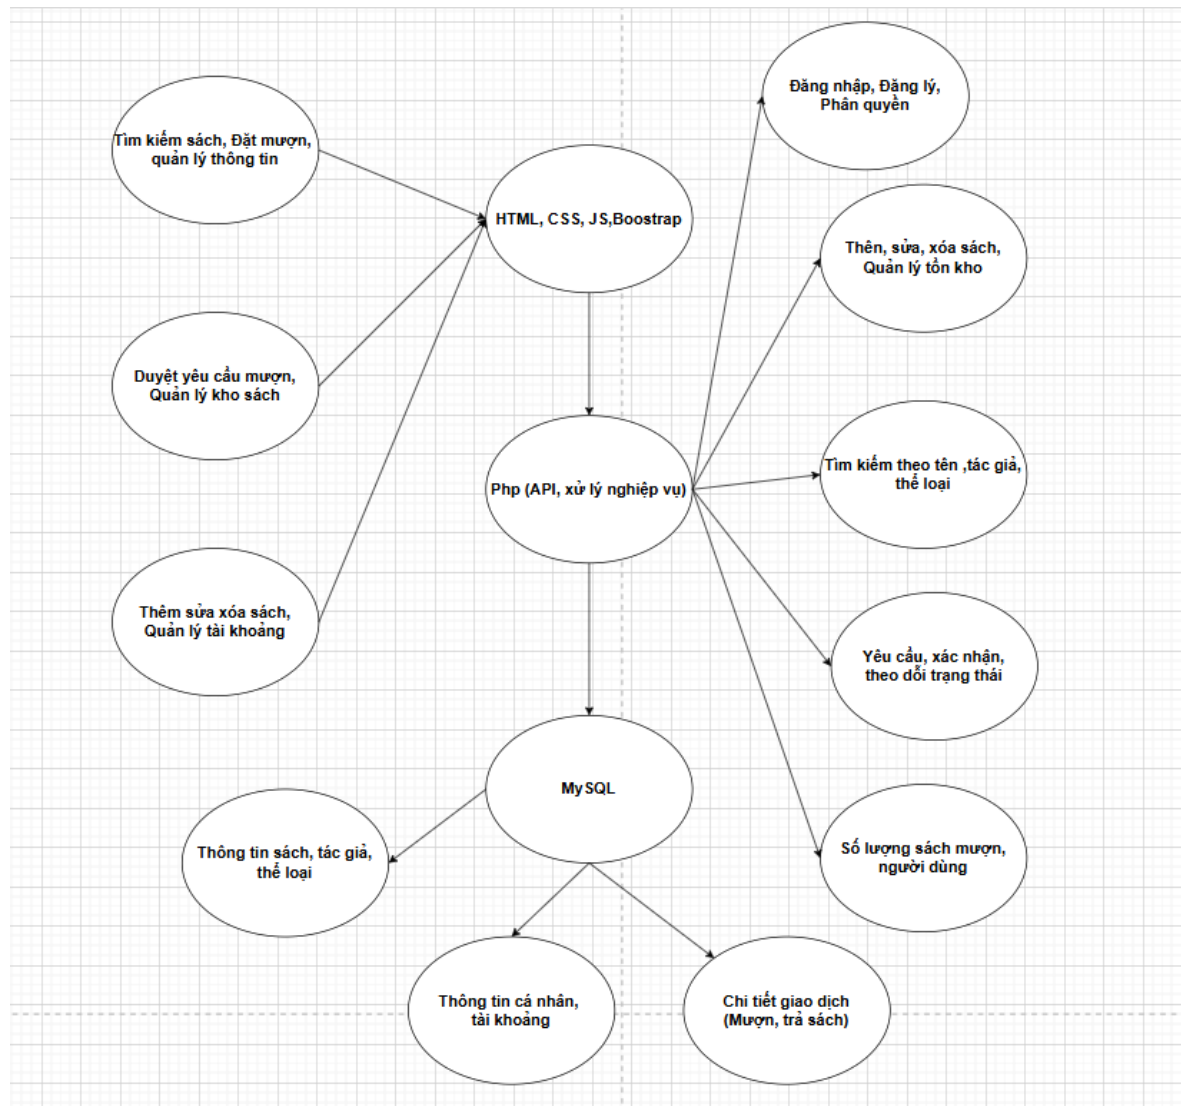 Đăng nhập, Đăng lý,
Phân quyền
Tìm kiếm sách, Đặt mượn,
quản lý thông tin
HTML, CSS, JS,Boostrap
Thên, sửa, xóa sách,
Quản lý tồn kho
Duyệt yêu cầu mượn,
Quản lý kho sách
Tìm kiếm theo tên ,tác giả,
thể loại
Php (API, xử lý nghiệp vụ)
Thêm sửa xóa sách,
Quản lý tài khoảng
Yêu cầu, xác nhận,
theo dỗi trạng thái
MySQL
Thông tin sách, tác giả,
thể loại
Số lượng sách mượn,
người dùng
Thông tin cá nhân,
tài khoảng
Chi tiết giao dịch
(Mượn, trả sách)